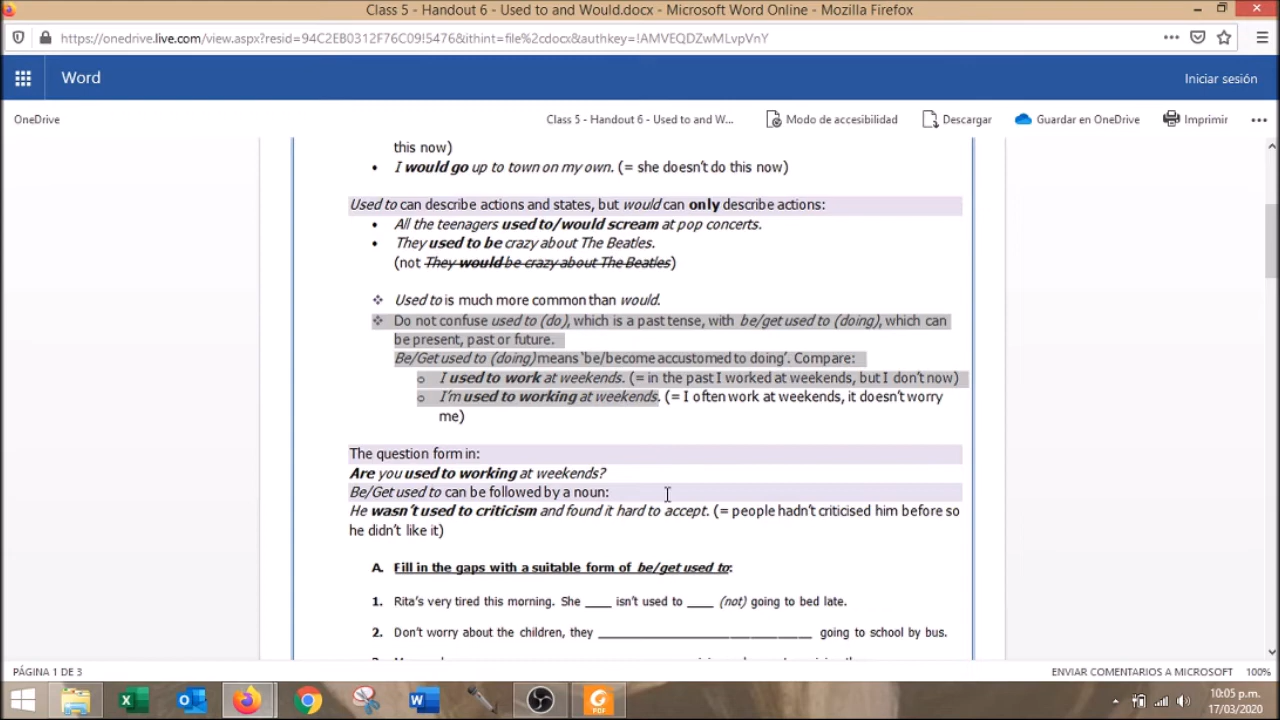 Class 5 - Handout 6 - Used to and Would.docx - Microsoft Word Online - Mozilla Firefox
https://onedrive.live.com/view.aspx?resid=94C2EB0312F76C09!5476&ithint=file%2cdocx&authkey=!AMVEQDZwMLvpVnY
Word
Iniciar sesión
OneDrive
Class 5 - Handout 6 - Used to and W...
Modo de accesibilidad
Descargar
Guardar en OneDrive
Imprimir
this now)
• I would go up to town on my own. (= she doesn't do this now)
Used to can describe actions and states, but would can only describe actions:
• All the teenagers used to/would scream at pop concerts.
• They used to be crazy about The Beatles.
(not They would be crazy about The Beatles)
❖ Used to is much more common than would.
❖ Do not confuse used to (do), which is a past tense, with be/get used to (doing), which can
be present, past or future.
Be/Get used to (doing) means 'be/become accustomed to doing'. Compare:
o I used to work at weekends. (= in the past I worked at weekends, but I don't now)
o I'm used to working at weekends. (= I often work at weekends, it doesn't worry
me)
The question form in:
Are you used to working at weekends?
Be/Get used to can be followed by a noun:
He wasn't used to criticism and found it hard to accept. (= people hadn't criticised him before so
he didn't like it)
A. Fill in the gaps with a suitable form of be/get used to:
1. Rita's very tired this morning. She ____ isn't used to ____ (not) going to bed late.
2. Don't worry about the children, they ________________________________ going to school by bus.
PÁGINA 1 DE 3
ENVIAR COMENTARIOS A MICROSOFT 100%
PDF
10:05 p.m.
17/03/2020